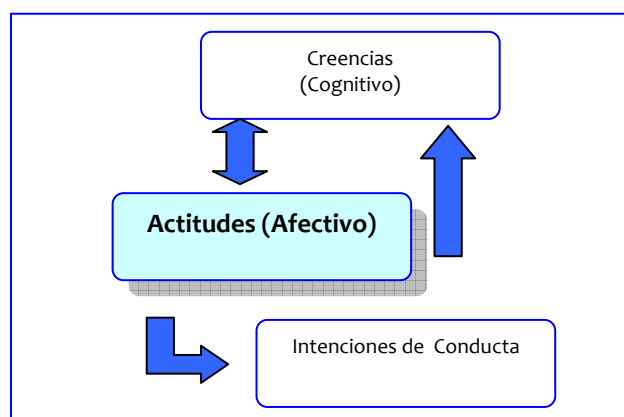 Creencias
(Cognitivo)
Actitudes (Afectivo)
Intenciones de Conducta